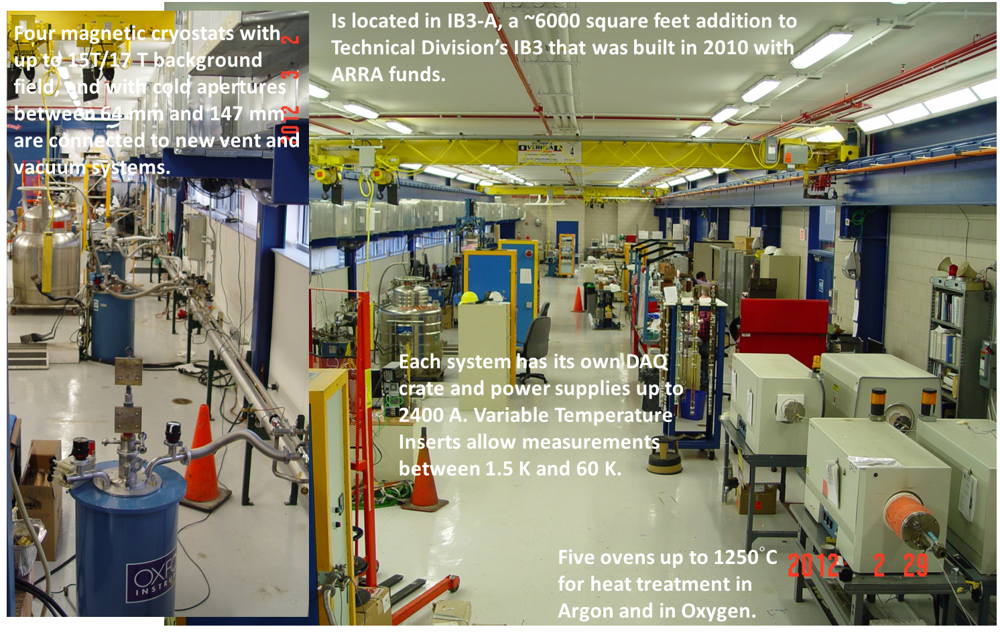 Four magnetic cryostats with
up to 15T/17 T background
field, and with cold apertures
between 64 mm and 147 mm
are connected to new vent and
vacuum systems.
2012 3 2
Is located in IB3-A, a ~6000 square feet addition to
Technical Division's IB3 that was built in 2010 with
ARRA funds.
OVERHEAD
4
Each system has its own DAQ
crate and power supplies up to
2400 A. Variable Temperature
Inserts allow measurements
between 1.5 K and 60 K.
Five ovens up to 1250°C
for heat treatment in
Argon and in Oxygen.
2012 2 29
OXFO
INSTRU